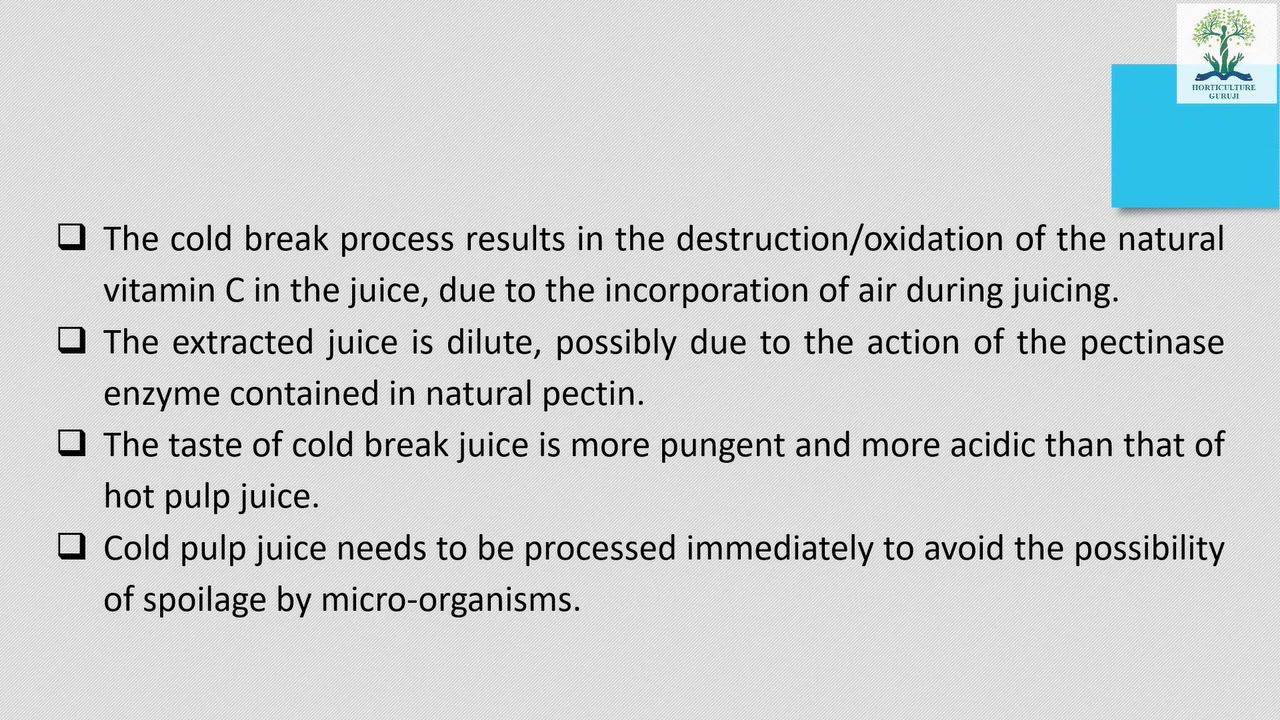 HORTICULTURE
GURUJI
❑ The cold break process results in the destruction/oxidation of the natural
vitamin C in the juice, due to the incorporation of air during juicing.
❑ The extracted juice is dilute, possibly due to the action of the pectinase
enzyme contained in natural pectin.
❑ The taste of cold break juice is more pungent and more acidic than that of
hot pulp juice.
❑ Cold pulp juice needs to be processed immediately to avoid the possibility
of spoilage by micro-organisms.